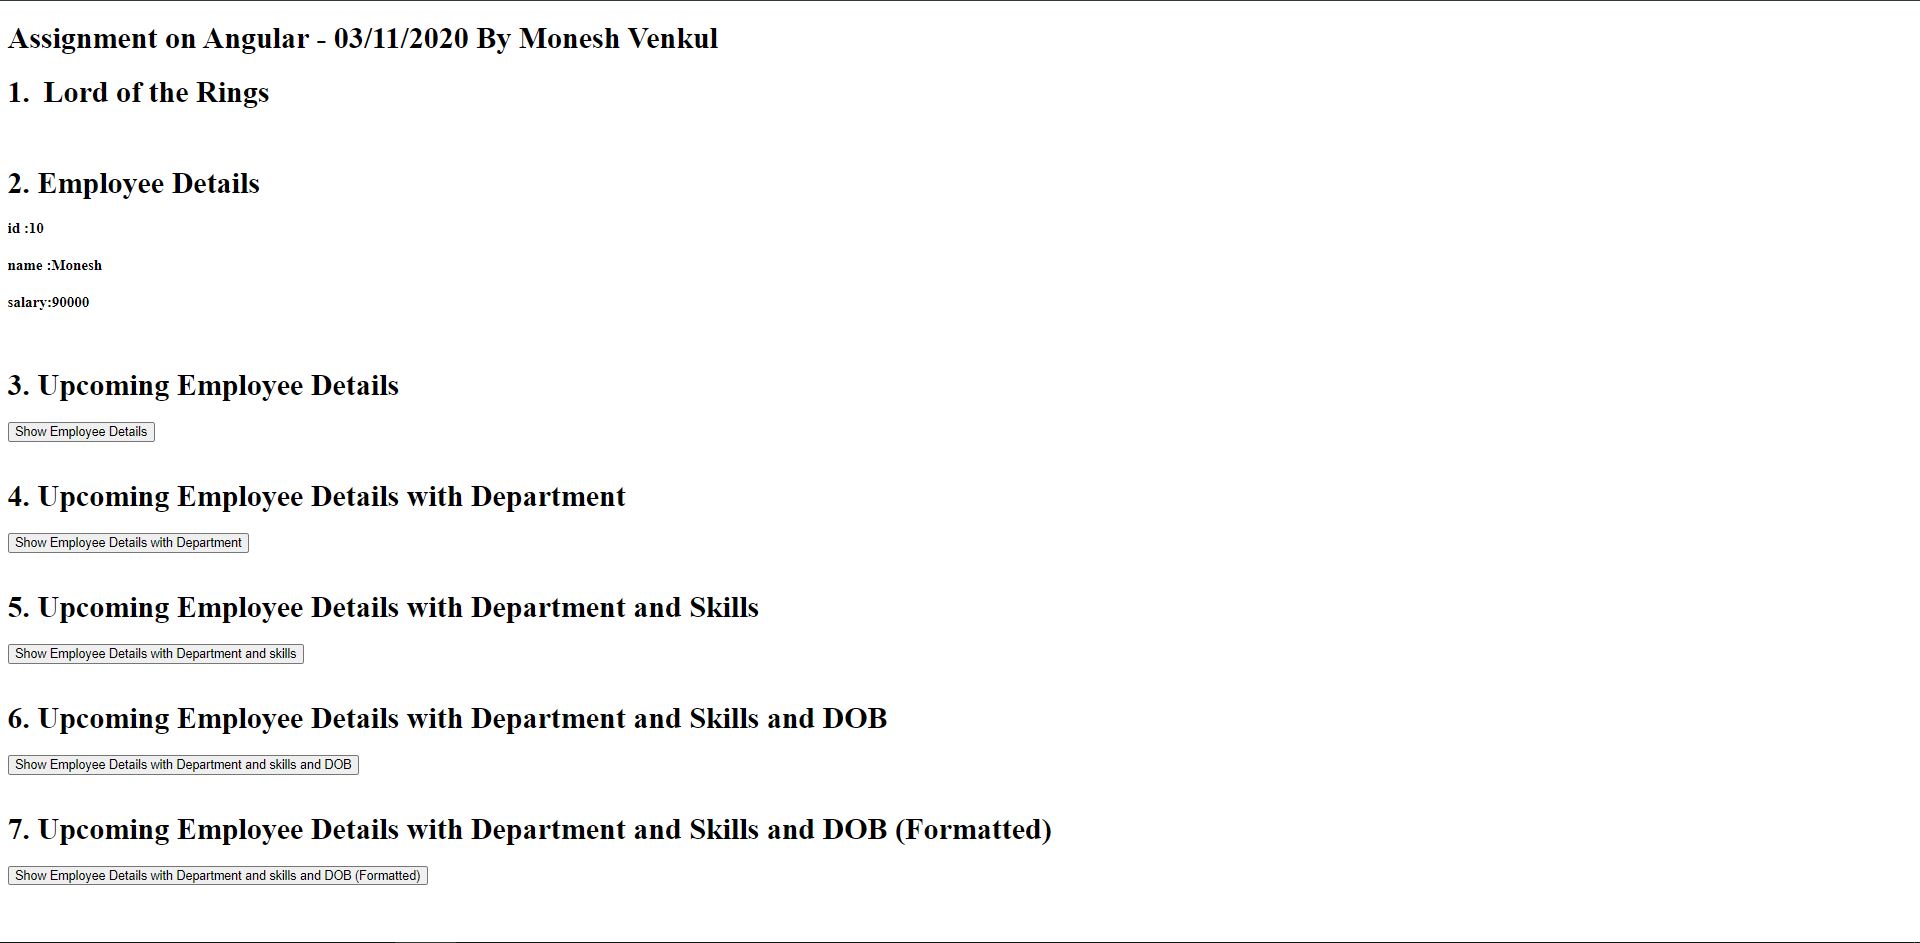 Assignment on Angular - 03/11/2020 By Monesh Venkul
1.  Lord of the Rings
2. Employee Details
id :10
name :Monesh
salary:90000
3. Upcoming Employee Details
Show Employee Details
4. Upcoming Employee Details with Department
Show Employee Details with Department
5. Upcoming Employee Details with Department and Skills
Show Employee Details with Department and skills
6. Upcoming Employee Details with Department and Skills and DOB
Show Employee Details with Department and skills and DOB
7. Upcoming Employee Details with Department and Skills and DOB (Formatted)
Show Employee Details with Department and skills and DOB (Formatted)